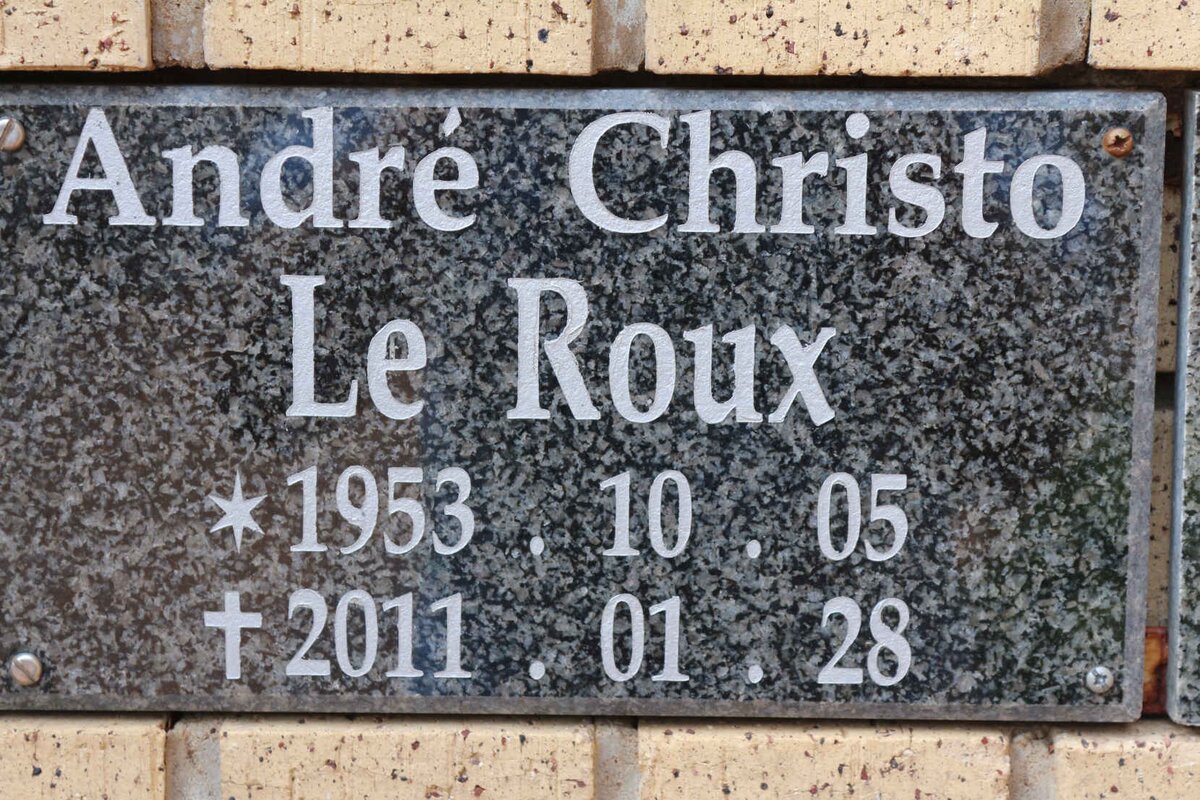 André Christo
Le Roux
✶1953 . 10 . 05
✝2011 . 01 . 28